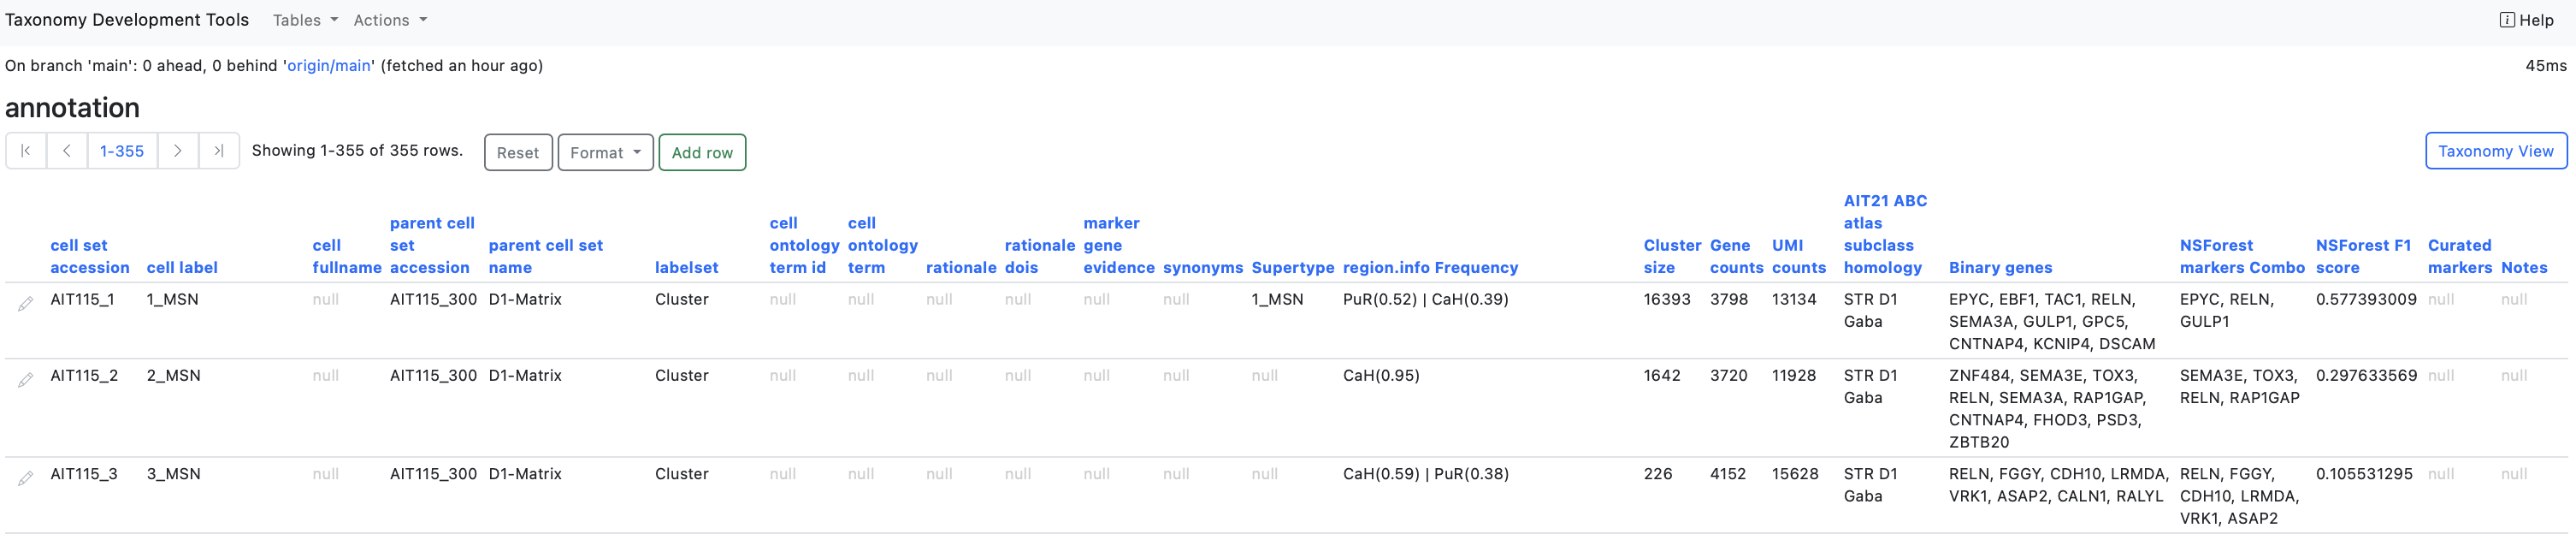 Taxonomy Development Tools Tables Actions Help
On branch 'main': 0 ahead, 0 behind 'origin/main' (fetched an hour ago) 45ms
annotation
1-355 Showing 1-355 of 355 rows. Reset Format Add row Taxonomy View
AIT21 ABC
parent cell cell cell marker atlas
cell set cell set parent cell set ontology ontology rationale gene Cluster Gene UMI subclass NSForest NSForest F1 Curated
accession cell label fullname accession name labelset term id term rationale dois evidence synonyms Supertype region.info Frequency size counts counts homology Binary genes markers Combo score markers Notes
AIT115_1 1_MSN null AIT115_300 D1-Matrix Cluster null null null null null null 1_MSN PuR(0.52) | CaH(0.39) 16393 3798 13134 STR D1 EPYC, EBF1, TAC1, RELN, EPYC, RELN, 0.577393009 null null
Gaba SEMA3A, GULP1, GPC5, GULP1
CNTNAP4, KCNIP4, DSCAM
AIT115_2 2_MSN null AIT115_300 D1-Matrix Cluster null null null null null null null CaH(0.95) 1642 3720 11928 STR D1 ZNF484, SEMA3E, TOX3, SEMA3E, TOX3, 0.297633569 null null
Gaba RELN, SEMA3A, RAP1GAP, RELN, RAP1GAP
CNTNAP4, FHOD3, PSD3,
ZBTB20
AIT115_3 3_MSN null AIT115_300 D1-Matrix Cluster null null null null null null null CaH(0.59) | PuR(0.38) 226 4152 15628 STR D1 RELN, FGGY, CDH10, LRMDA, RELN, FGGY, 0.105531295 null null
Gaba VRK1, ASAP2, CALN1, RALYL CDH10, LRMDA,
VRK1, ASAP2